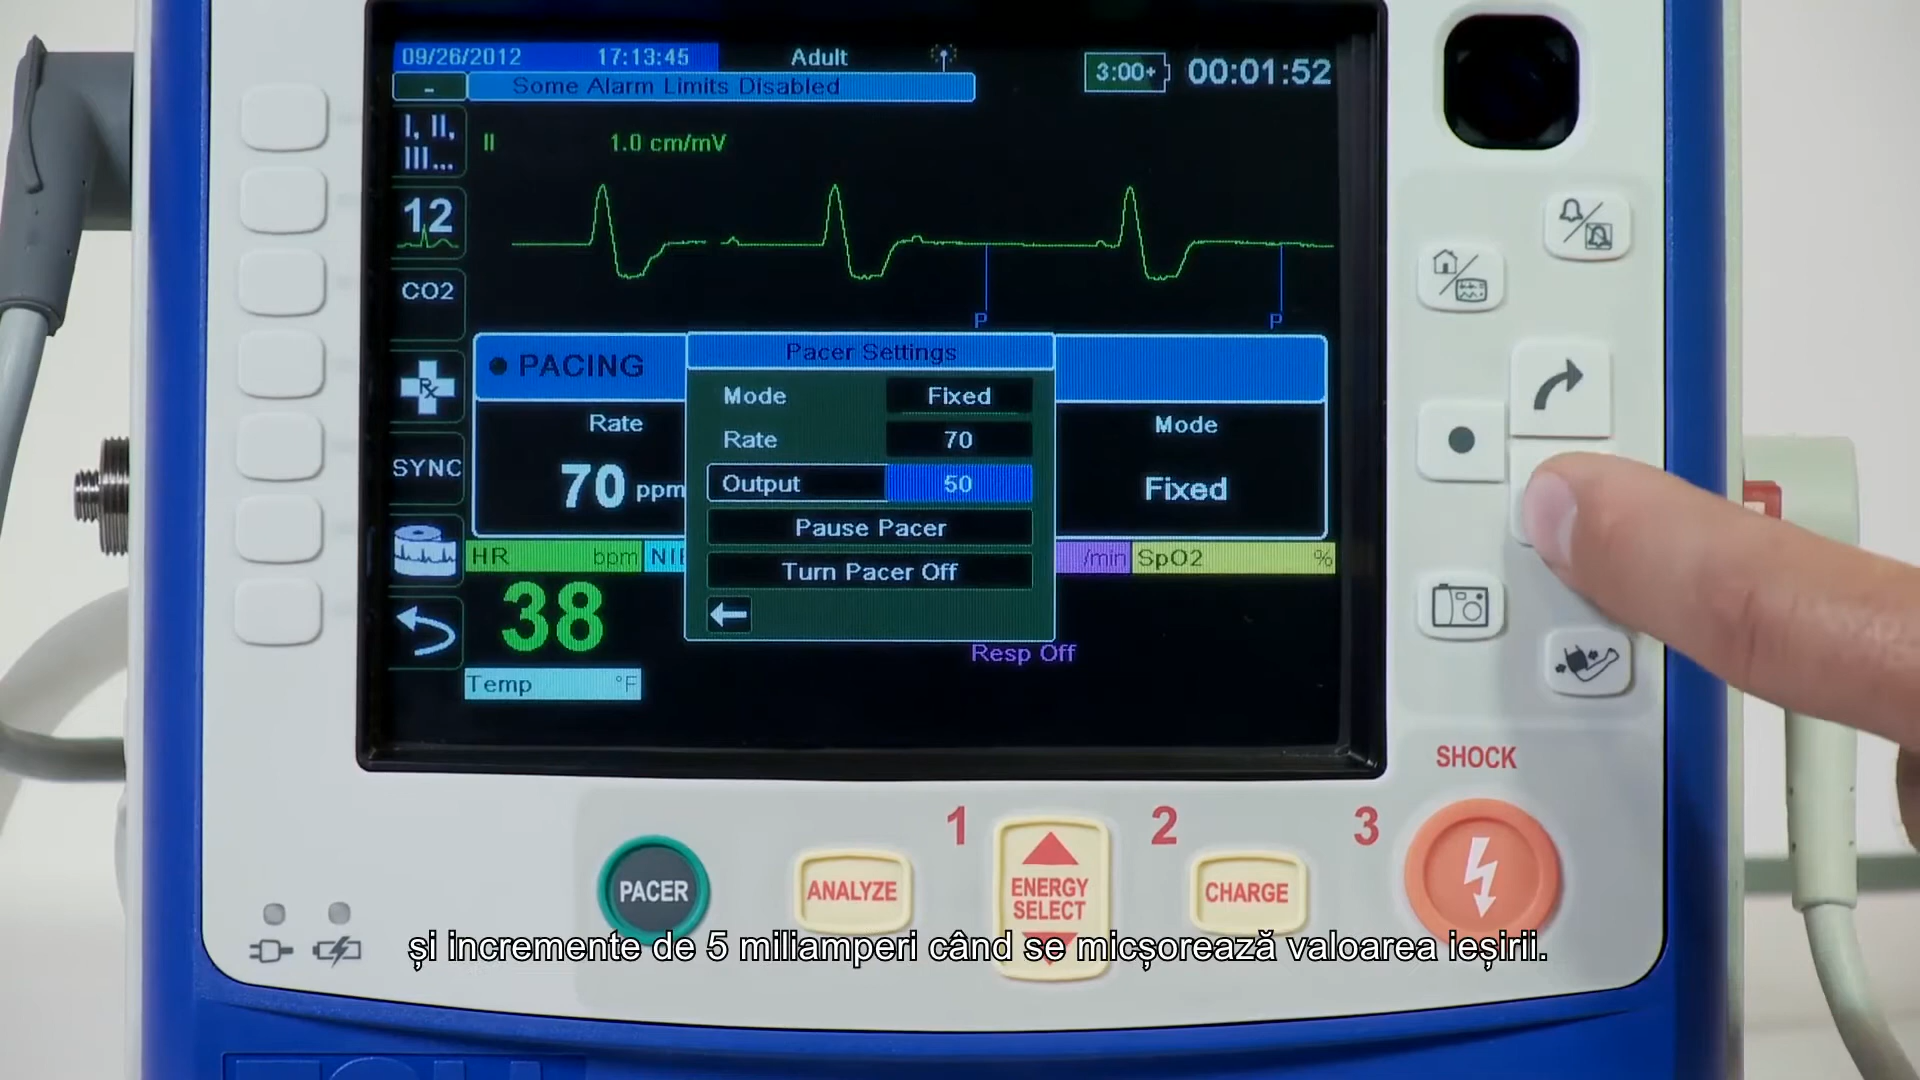 09/26/2012 17:13:45 Adult 3:00+ 00:01:52
- Some Alarm Limits Disabled
I, II,
III...
II 1.0 cm/mV
12
CO2
P P
PACING
Pacer Settings
Mode Fixed
Rate 70
Output 50
Pause Pacer
Turn Pacer Off
Rate
70 ppm
Mode
Fixed
Rx
SYNC
HR bpm
38
/min SpO2 %
Resp Off
Temp °F
SHOCK
1 2 3
PACER
ANALYZE
ENERGY
SELECT
CHARGE
și incremente de 5 miliamperi când se micșorează valoarea ieșirii.